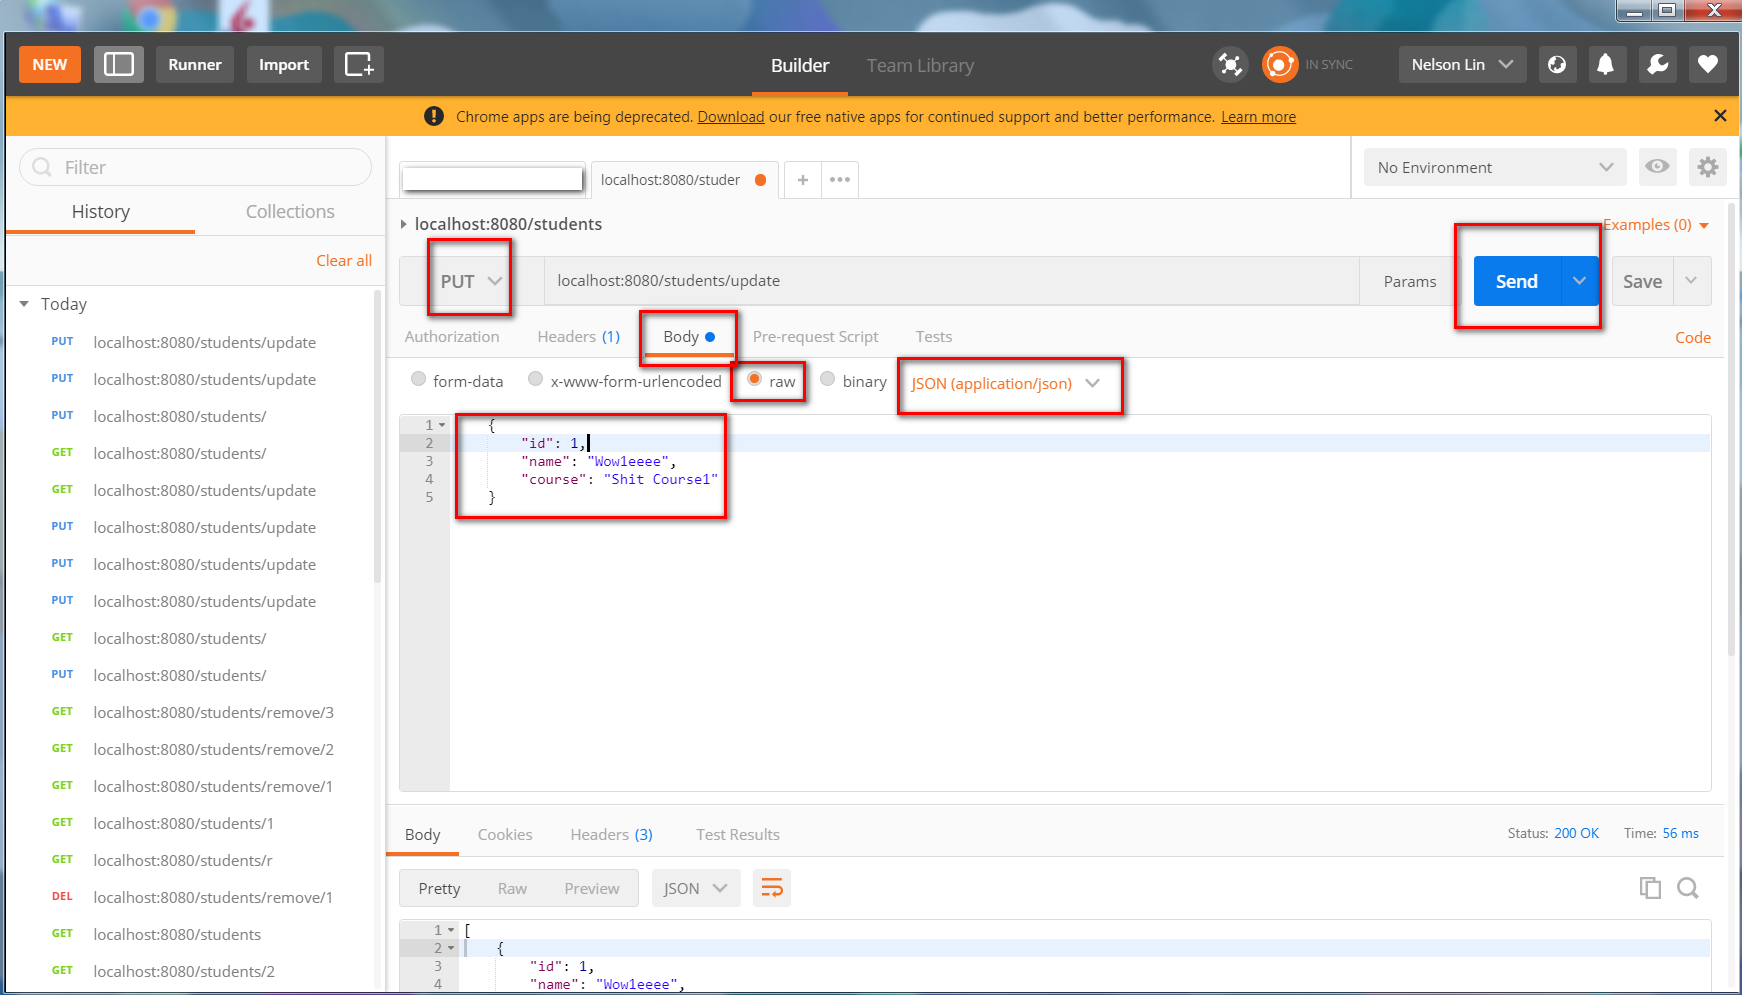 NEW Runner Import Builder Team Library IN SYNC Nelson Lin
Chrome apps are being deprecated. Download our free native apps for continued support and better performance. Learn more
Filter
History Collections
Clear all
Today
PUT localhost:8080/students/update
PUT localhost:8080/students/update
PUT localhost:8080/students/
GET localhost:8080/students/
GET localhost:8080/students/update
PUT localhost:8080/students/update
PUT localhost:8080/students/update
PUT localhost:8080/students/update
GET localhost:8080/students/
PUT localhost:8080/students/
GET localhost:8080/students/remove/3
GET localhost:8080/students/remove/2
GET localhost:8080/students/remove/1
GET localhost:8080/students/1
GET localhost:8080/students/r
DEL localhost:8080/students/remove/1
GET localhost:8080/students
GET localhost:8080/students/2
localhost:8080/studer + ••• No Environment
localhost:8080/students Examples (0)
PUT localhost:8080/students/update Params Send Save
Authorization Headers (1) Body Pre-request Script Tests Code
form-data x-www-form-urlencoded raw binary JSON (application/json)
1 {
2 "id": 1,
3 "name": "Wow1eeee",
4 "course": "Shit Course1"
5 }
Body Cookies Headers (3) Test Results Status: 200 OK Time: 56 ms
Pretty Raw Preview JSON
1 [
2 {
3 "id": 1,
4 "name": "Wow1eeee",